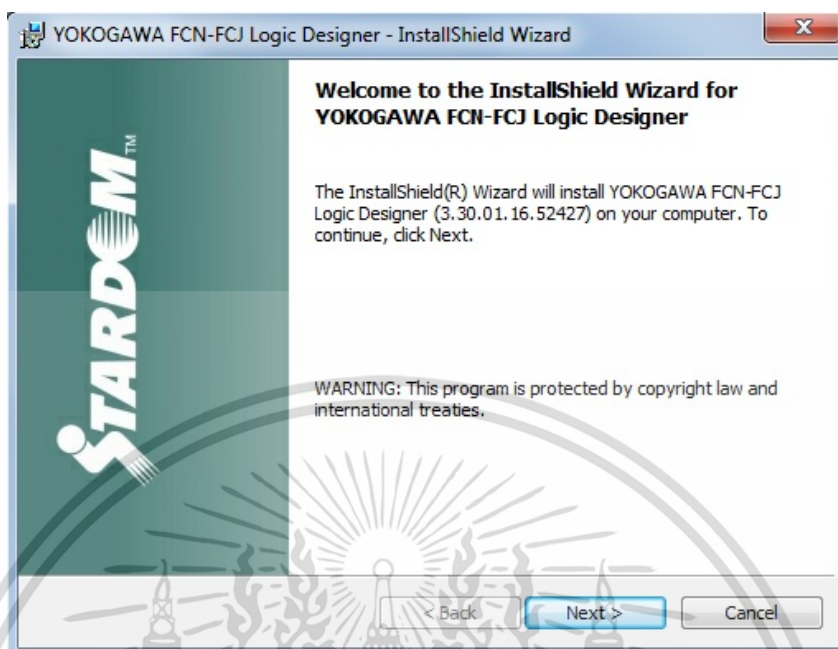 YOKOGAWA FCN-FCJ Logic Designer - InstallShield Wizard
x
STARDOM TM
Welcome to the InstallShield Wizard for
YOKOGAWA FCN-FCJ Logic Designer
The InstallShield(R) Wizard will install YOKOGAWA FCN-FCJ
Logic Designer (3.30.01.16.52427) on your computer. To
continue, click Next.
WARNING: This program is protected by copyright law and
international treaties.
< Back Next > Cancel